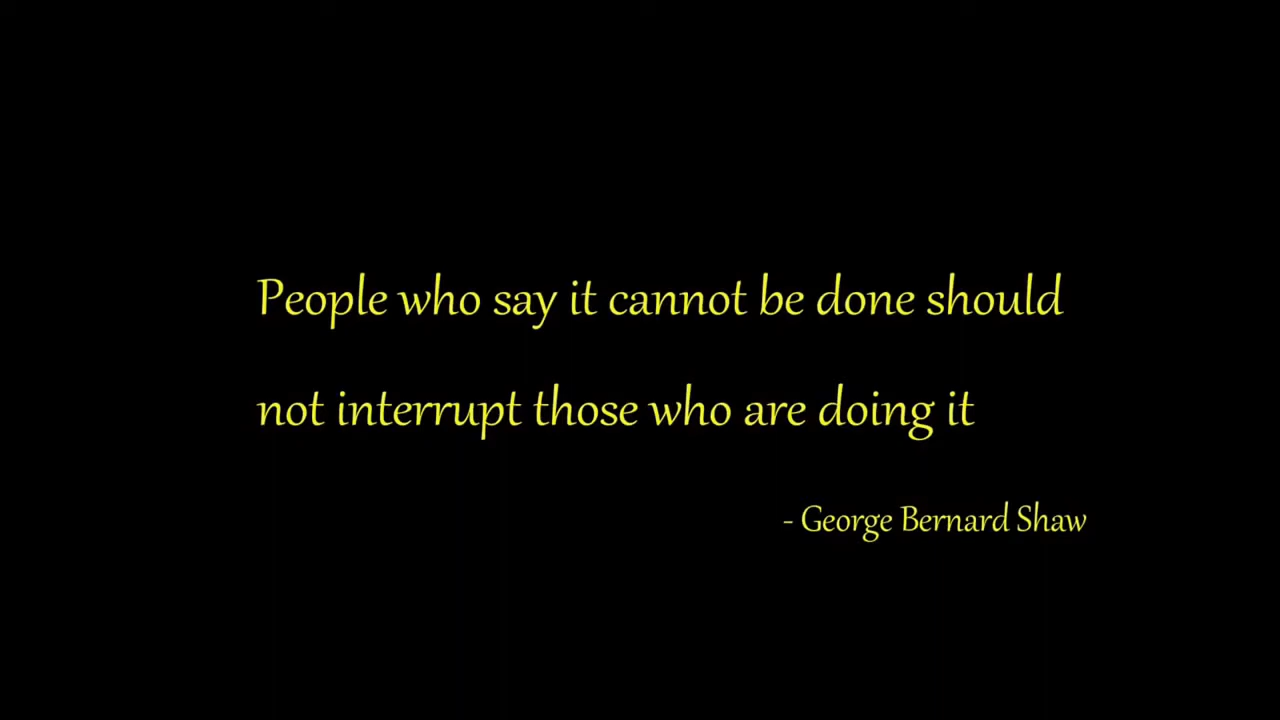 People who say it cannot be done should
not interrupt those who are doing it
- George Bernard Shaw